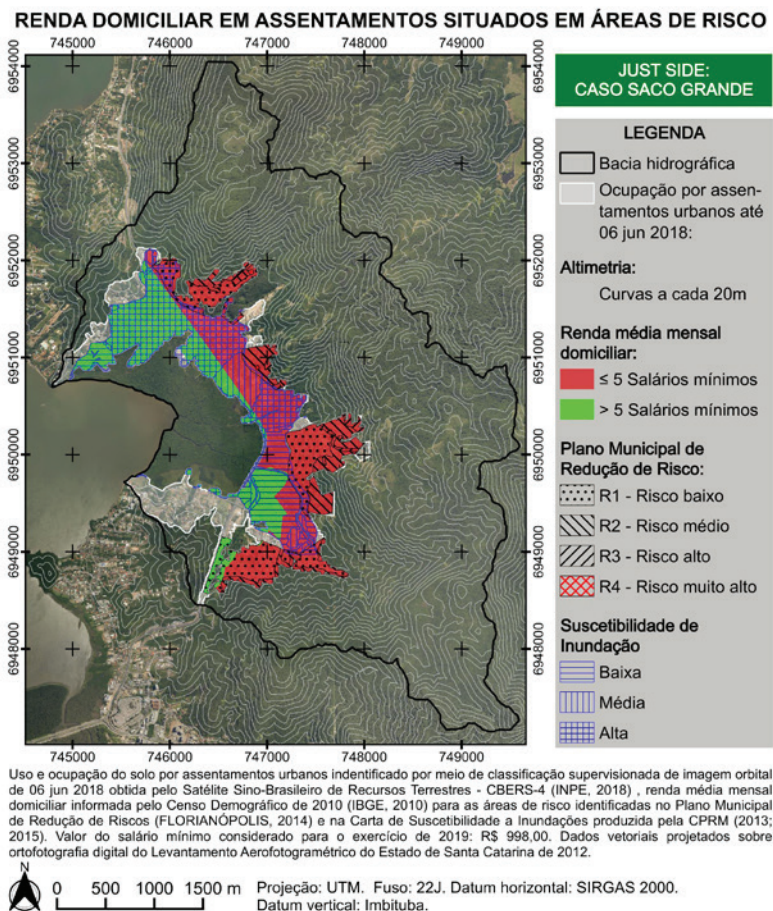 RENDA DOMICILIAR EM ASSENTAMENTOS SITUADOS EM ÁREAS DE RISCO
745000 746000 747000 748000 749000
6954000 6954000
6953000 6953000
6952000 6952000
6951000 6951000
6950000 6950000
6949000 6949000
6948000 6948000
745000 746000 747000 748000 749000
JUST SIDE:
CASO SACO GRANDE
LEGENDA
Bacia hidrográfica
Ocupação por assen-
tamentos urbanos até
06 jun 2018:
Altimetria:
Curvas a cada 20m
Renda média mensal
domiciliar:
≤ 5 Salários mínimos
> 5 Salários mínimos
Plano Municipal de
Redução de Risco:
R1 - Risco baixo
R2 - Risco médio
R3 - Risco alto
R4 - Risco muito alto
Suscetibilidade de
Inundação
Baixa
Média
Alta
Uso e ocupação do solo por assentamentos urbanos indentificado por meio de classificação supervisionada de imagem orbital
de 06 jun 2018 obtida pelo Satélite Sino-Brasileiro de Recursos Terrestres - CBERS-4 (INPE, 2018) , renda média mensal
domiciliar informada pelo Censo Demográfico de 2010 (IBGE, 2010) para as áreas de risco identificadas no Plano Municipal
de Redução de Riscos (FLORIANÓPOLIS, 2014) e na Carta de Suscetibilidade a Inundações produzida pela CPRM (2013;
2015). Valor do salário mínimo considerado para o exercício de 2019: R$ 998,00. Dados vetoriais projetados sobre
ortofotografia digital do Levantamento Aerofotogramétrico do Estado de Santa Catarina de 2012.
N
0 500 1000 1500 m
Projeção: UTM. Fuso: 22J. Datum horizontal: SIRGAS 2000.
Datum vertical: Imbituba.